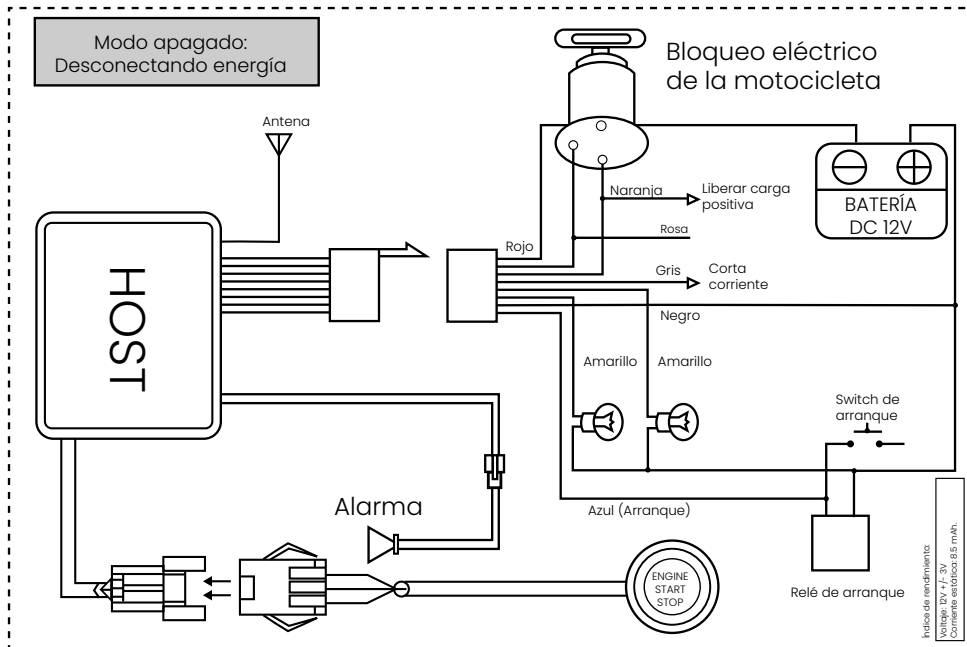 Modo apagado:
Desconectando energía
Bloqueo eléctrico
de la motocicleta
Antena
BATERÍA
DC 12V
Naranja
Liberar carga
positiva
Rosa
Rojo
Gris
Corta
corriente
Negro
HOST
Amarillo
Amarillo
Switch de
arranque
Alarma
Azul (Arranque)
ENGINE
START
STOP
Relé de arranque
Índice de rendimiento:
Voltaje: 12V +/- 3V
Corriente estática: 8.5 mAh.